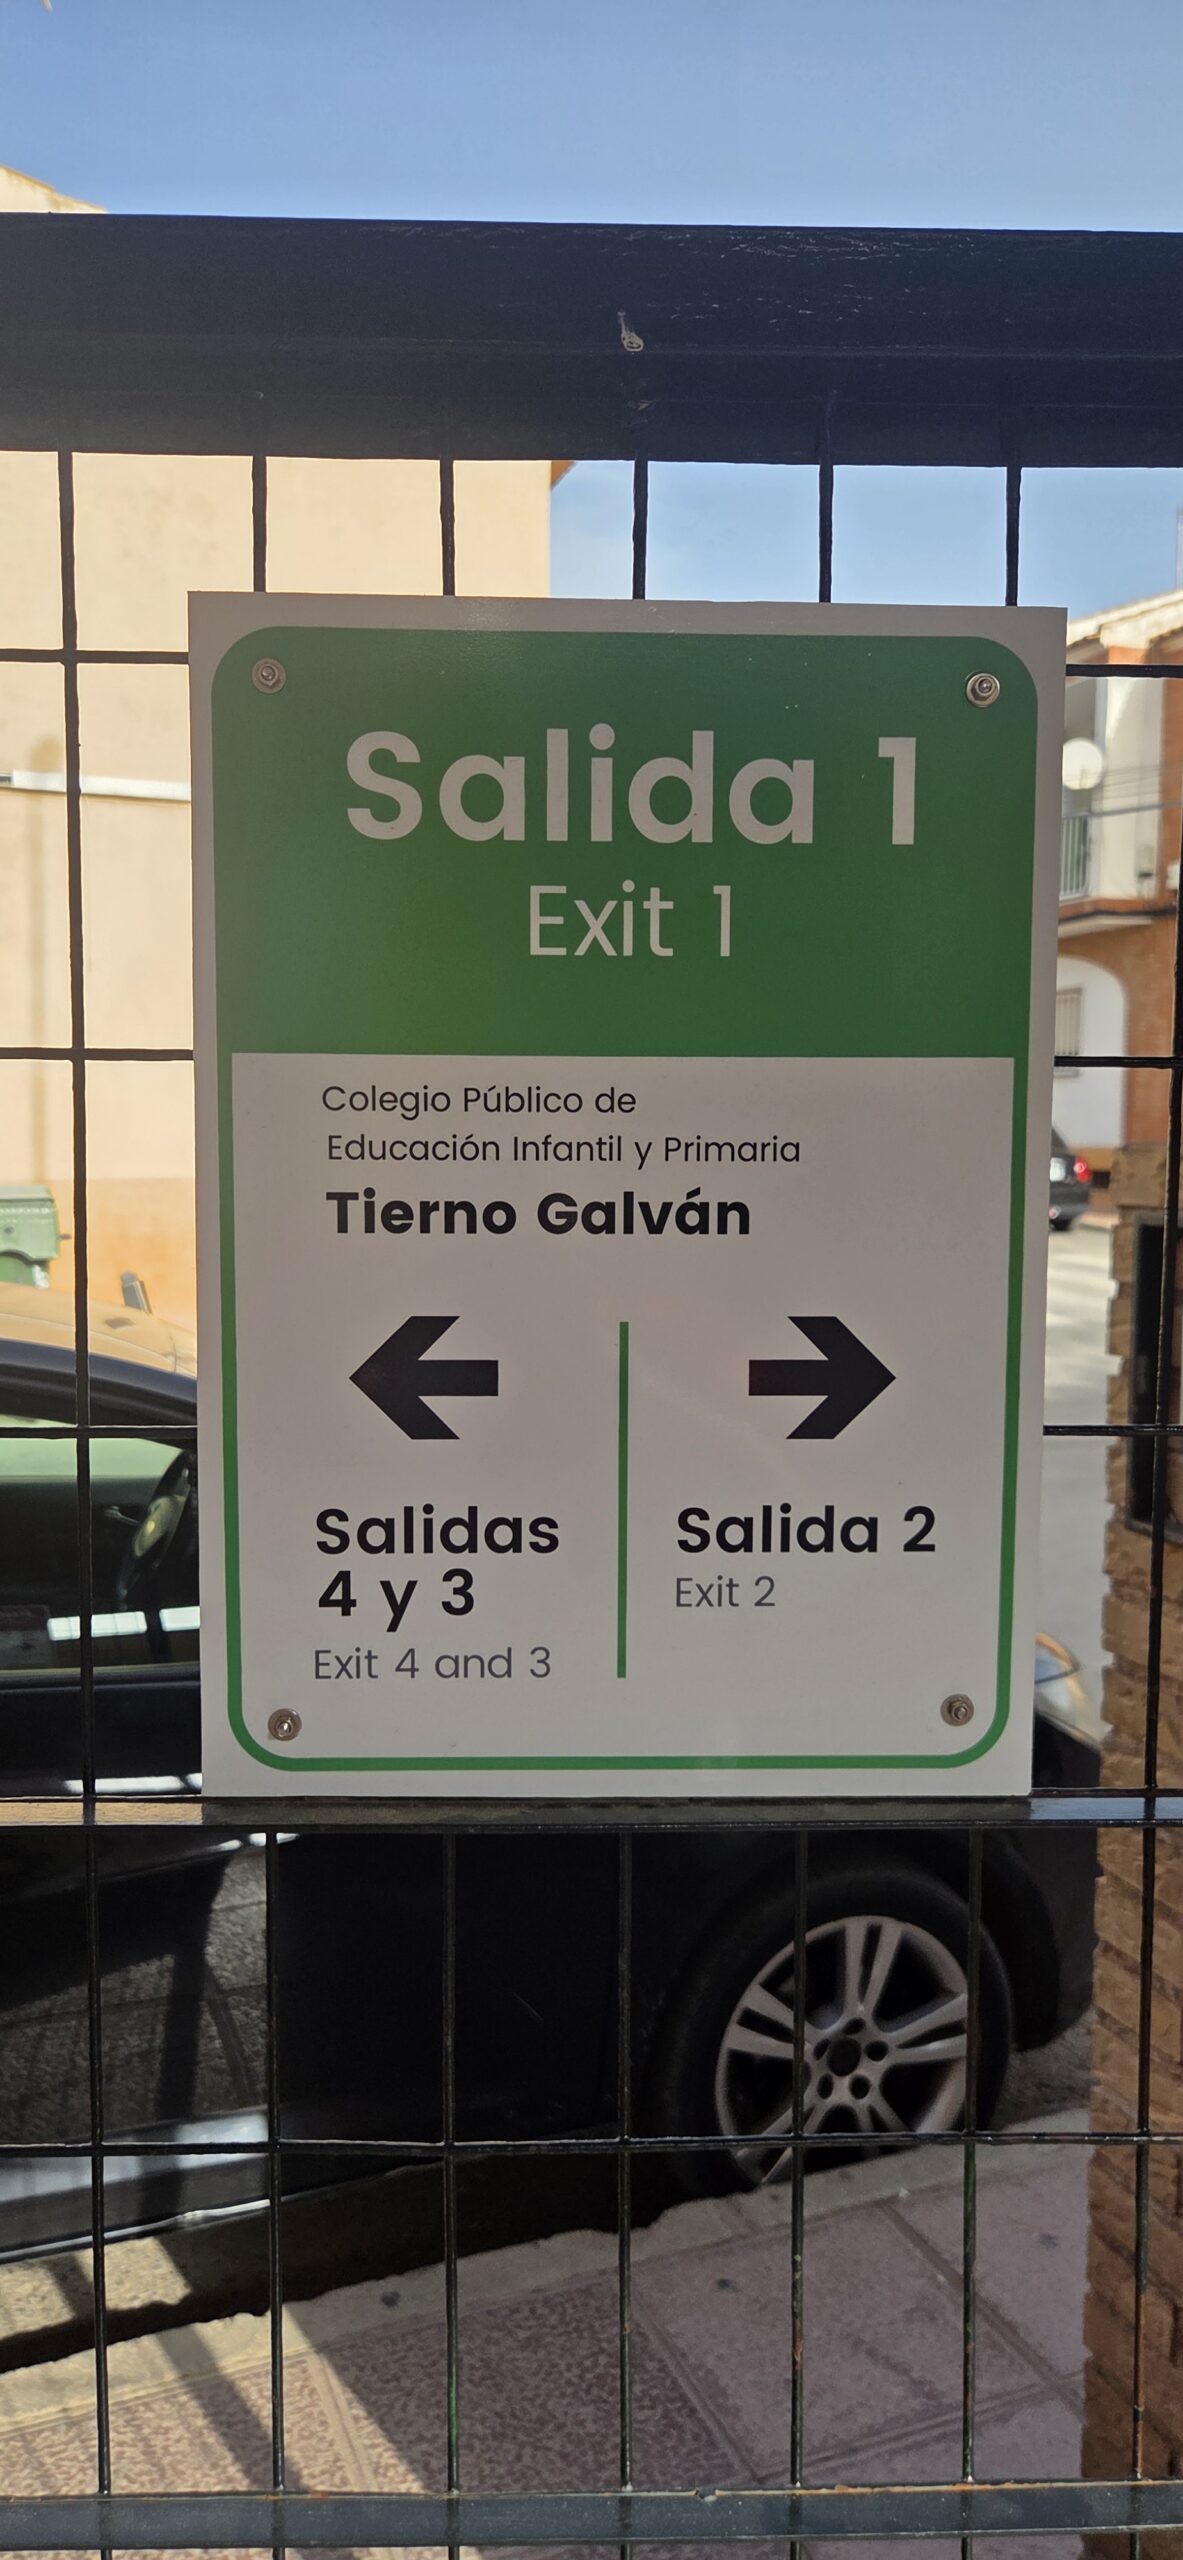 Salida 1
Exit 1
Colegio Público de
Educación Infantil y Primaria
Tierno Galván
Salidas
4 y 3
Exit 4 and 3
Salida 2
Exit 2